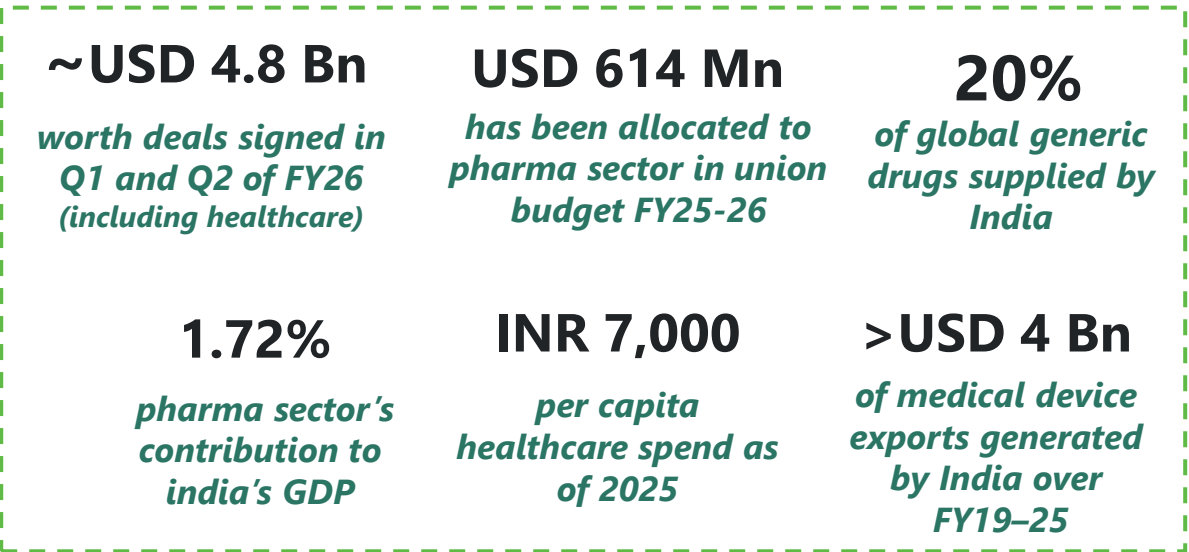 ~USD 4.8 Bn
worth deals signed in
Q1 and Q2 of FY26
(including healthcare)
USD 614 Mn
has been allocated to
pharma sector in union
budget FY25-26
20%
of global generic
drugs supplied by
India
1.72%
pharma sector’s
contribution to
india’s GDP
INR 7,000
per capita
healthcare spend as
of 2025
>USD 4 Bn
of medical device
exports generated
by India over
FY19–25